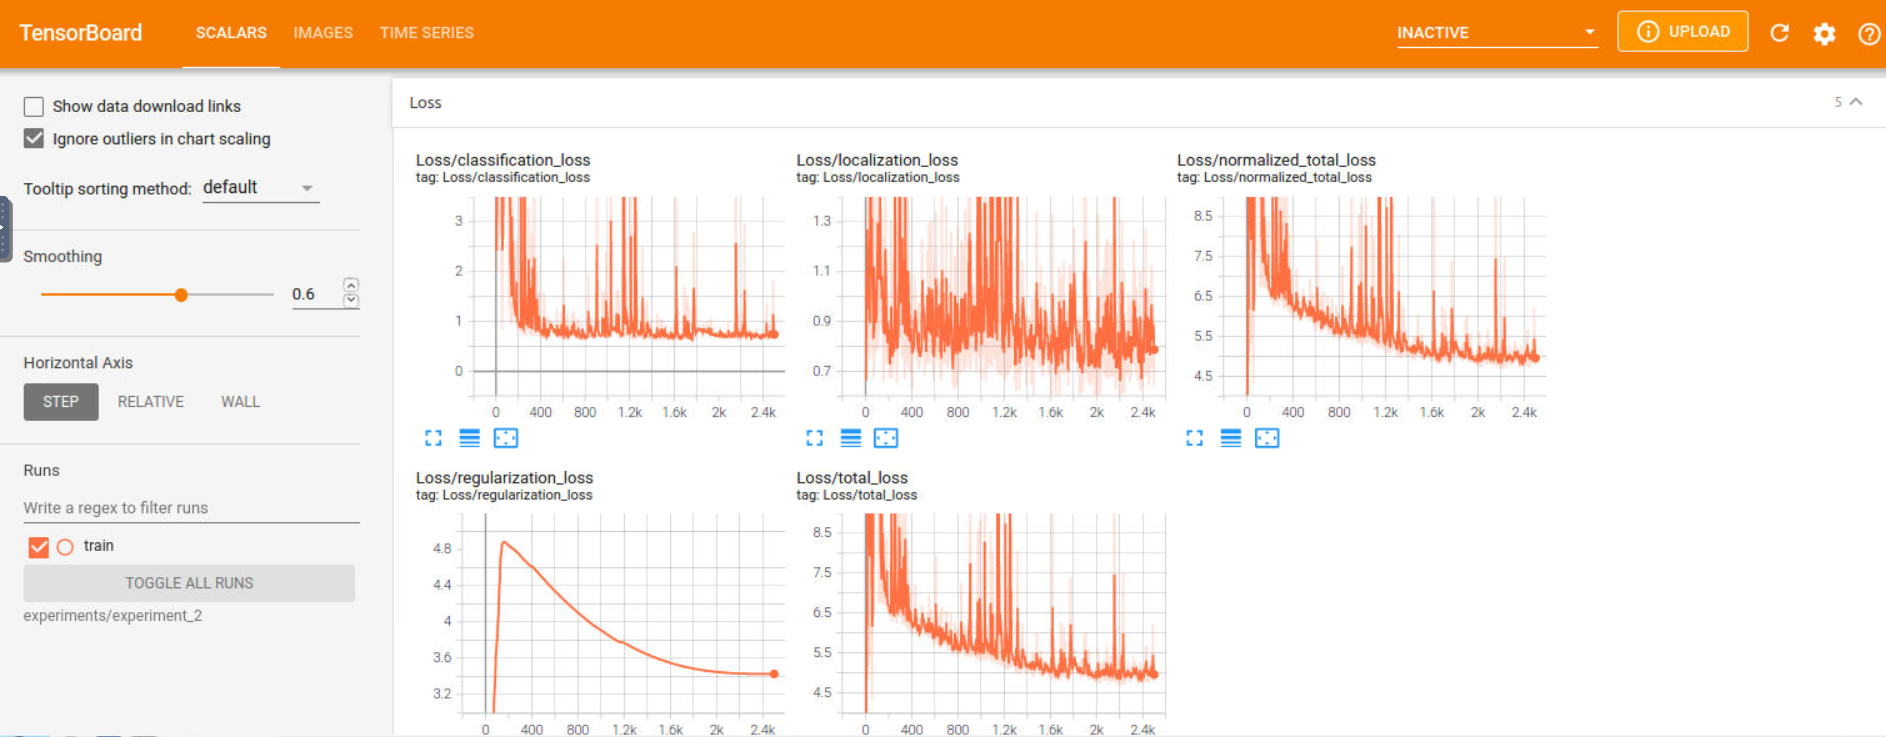 TensorBoard SCALARS IMAGES TIME SERIES INACTIVE UPLOAD
Show data download links
Ignore outliers in chart scaling
Tooltip sorting method: default
Smoothing
0.6
Horizontal Axis
STEP RELATIVE WALL
Runs
Write a regex to filter runs
train
TOGGLE ALL RUNS
experiments/experiment_2
Loss 5
Loss/classification_loss
tag: Loss/classification_loss
3
2
1
0
0 400 800 1.2k 1.6k 2k 2.4k
Loss/localization_loss
tag: Loss/localization_loss
1.3
1.1
0.9
0.7
0 400 800 1.2k 1.6k 2k 2.4k
Loss/normalized_total_loss
tag: Loss/normalized_total_loss
8.5
7.5
6.5
5.5
4.5
0 400 800 1.2k 1.6k 2k 2.4k
Loss/regularization_loss
tag: Loss/regularization_loss
4.8
4.4
4
3.6
3.2
0 400 800 1.2k 1.6k 2k 2.4k
Loss/total_loss
tag: Loss/total_loss
8.5
7.5
6.5
5.5
4.5
0 400 800 1.2k 1.6k 2k 2.4k